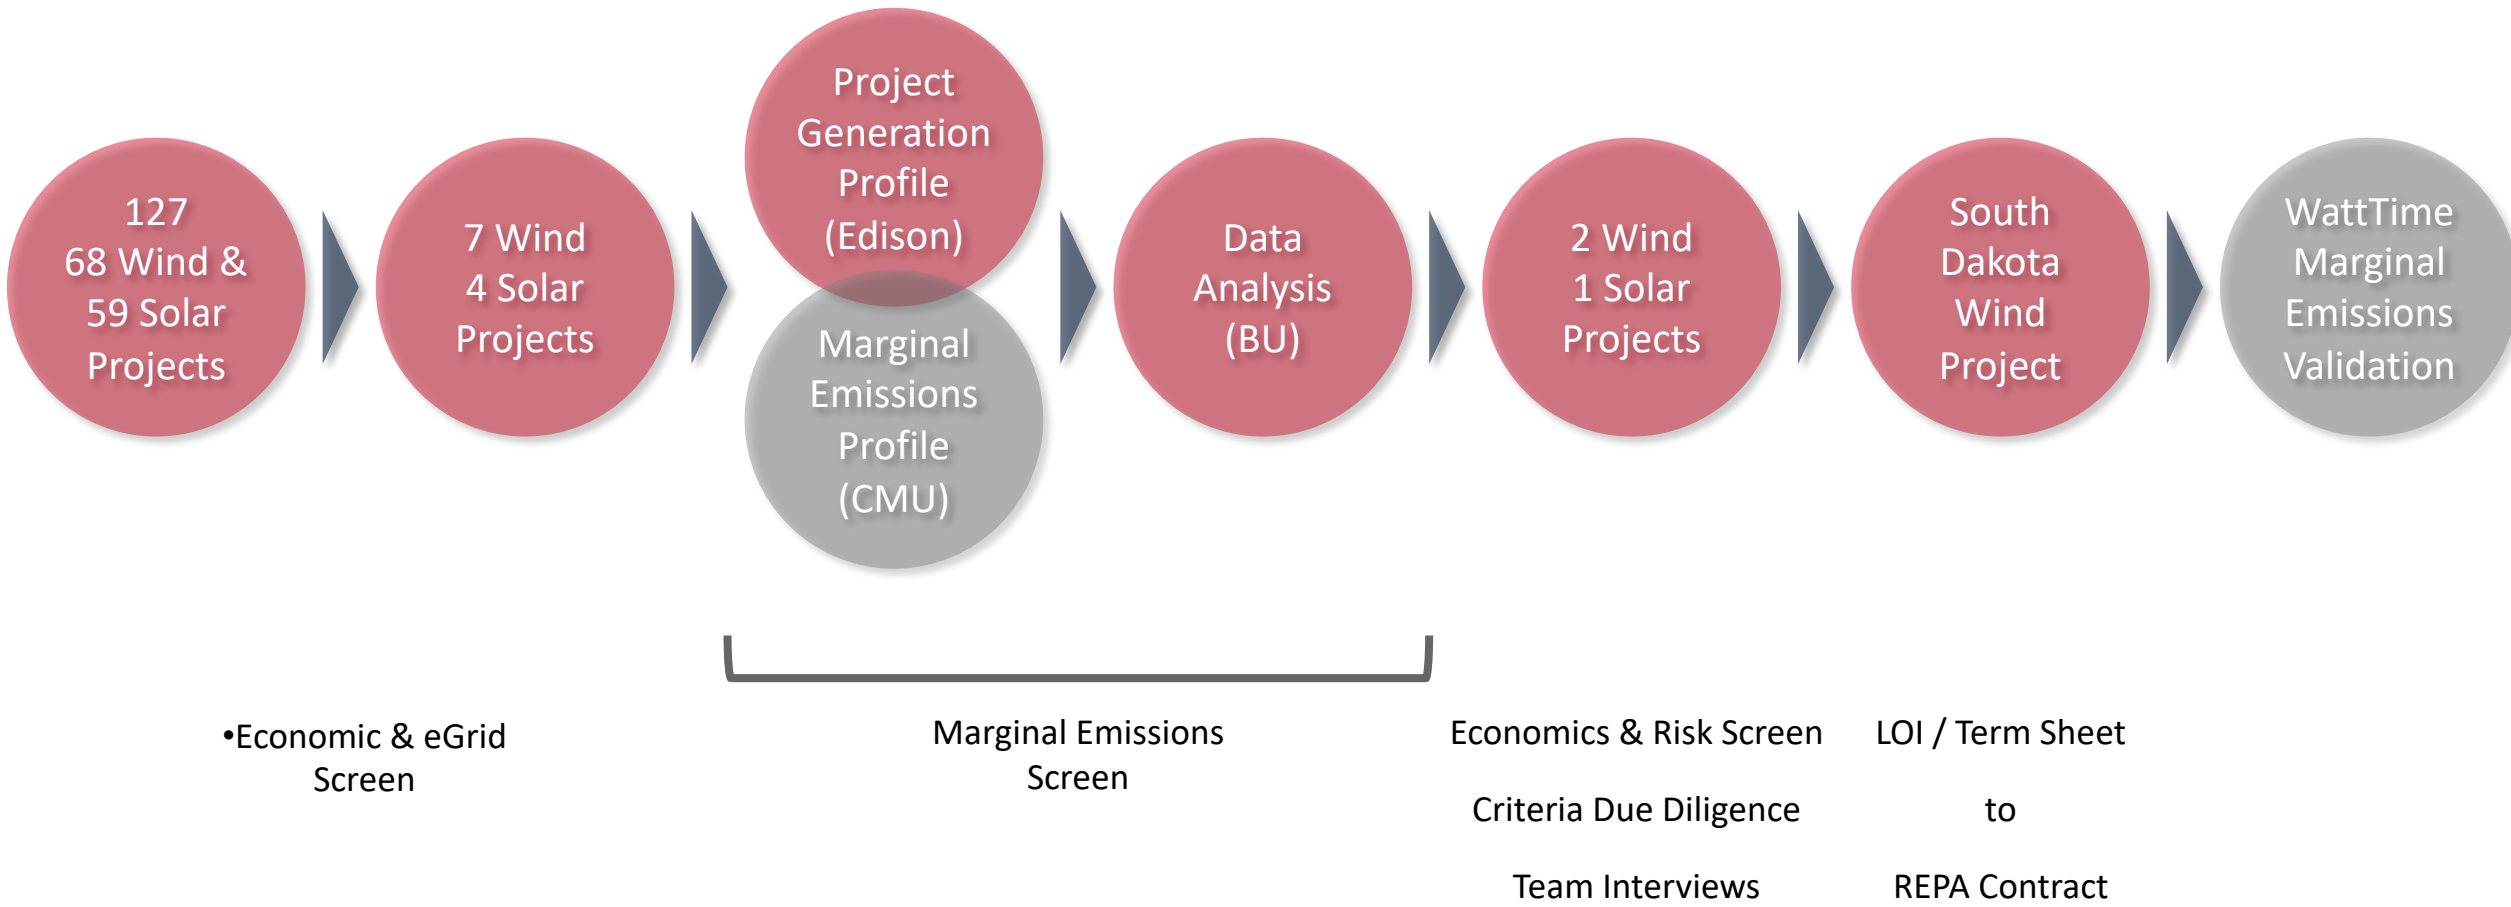 127
68 Wind &
59 Solar
Projects
7 Wind
4 Solar
Projects
Project
Generation
Profile
(Edison)
Marginal
Emissions
Profile
(CMU)
Data
Analysis
(BU)
2 Wind
1 Solar
Projects
South
Dakota
Wind
Project
WattTime
Marginal
Emissions
Validation
•Economic & eGrid
Screen
Marginal Emissions
Screen
Economics & Risk Screen
Criteria Due Diligence
Team Interviews
LOI / Term Sheet
to
REPA Contract